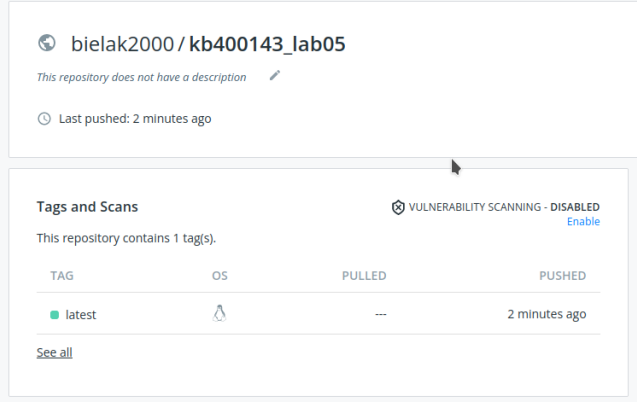 bielak2000 / kb400143_lab05
This repository does not have a description
Last pushed: 2 minutes ago
Tags and Scans
VULNERABILITY SCANNING - DISABLED
Enable
This repository contains 1 tag(s).
TAG OS PULLED PUSHED
latest --- 2 minutes ago
See all